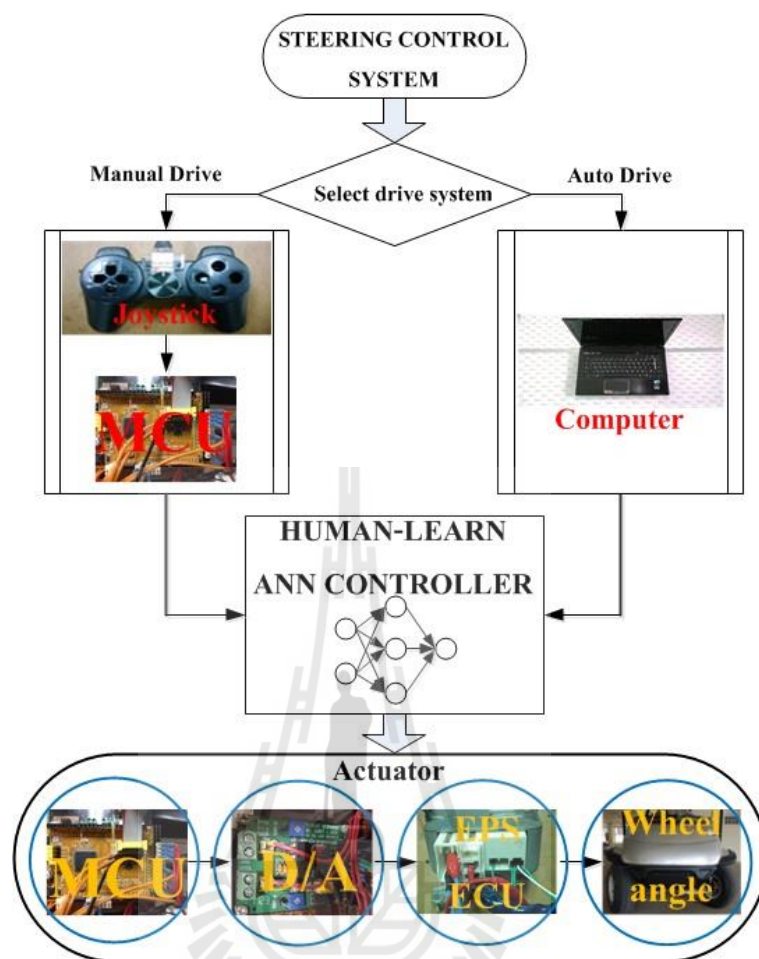 STEERING CONTROL
SYSTEM
Manual Drive
Select drive system
Auto Drive
Joystick
MCU
Computer
HUMAN-LEARN
ANN CONTROLLER
Actuator
MCU
D/A
EPS
ECU
Wheel
angle